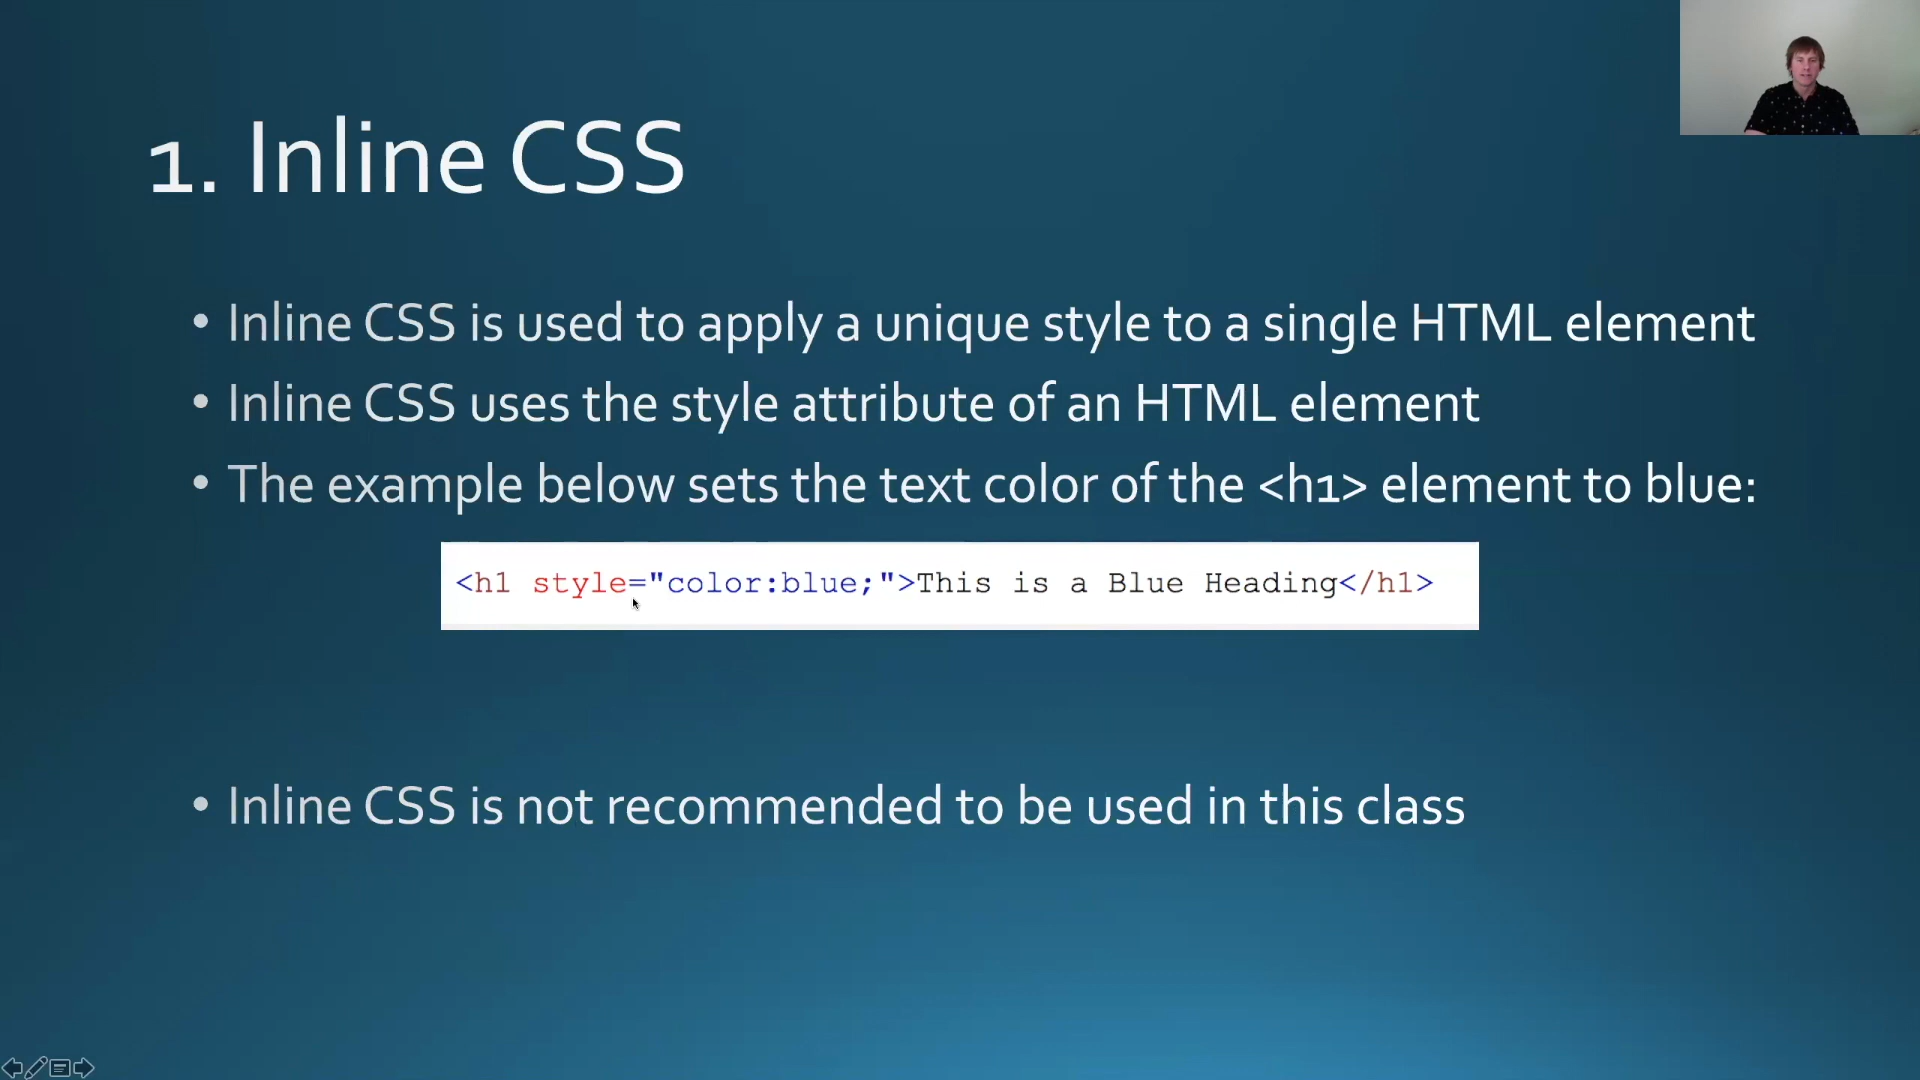 1. Inline CSS
• Inline CSS is used to apply a unique style to a single HTML element
• Inline CSS uses the style attribute of an HTML element
• The example below sets the text color of the <h1> element to blue:
<h1 style="color:blue;">This is a Blue Heading</h1>
• Inline CSS is not recommended to be used in this class